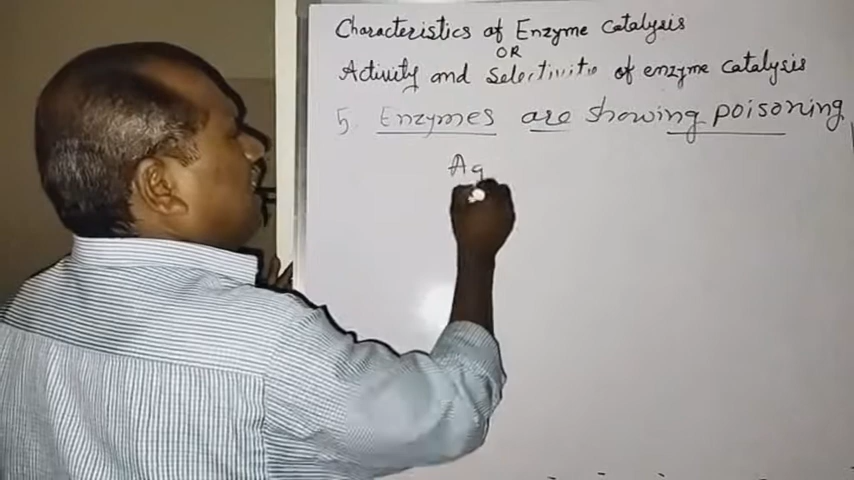 Characteristics of Enzyme catalysis
OR
Activity and Selectivity of enzyme catalysis
5. Enzymes are showing poisoning
Ag